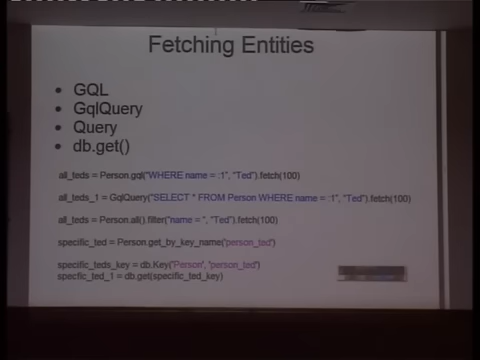 Fetching Entities
GQL
GqlQuery
Query
db.get()
all_teds = Person.gql("WHERE name = :1", "Ted").fetch(100)
all_teds_1 = GqlQuery("SELECT * FROM Person WHERE name = :1", "Ted").fetch(100)
all_teds = Person.all().filter("name = ", "Ted").fetch(100)
specific_ted = Person.get_by_key_name('person_ted")
specific_teds_key = db.Key("Person", "person_ted")
specfic_ted_1 = db.get(specific_ted_key)